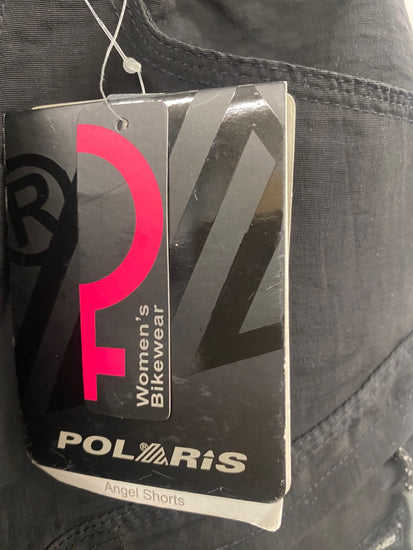 ®
Women's
Bikewear
POLARIS
Angel Shorts